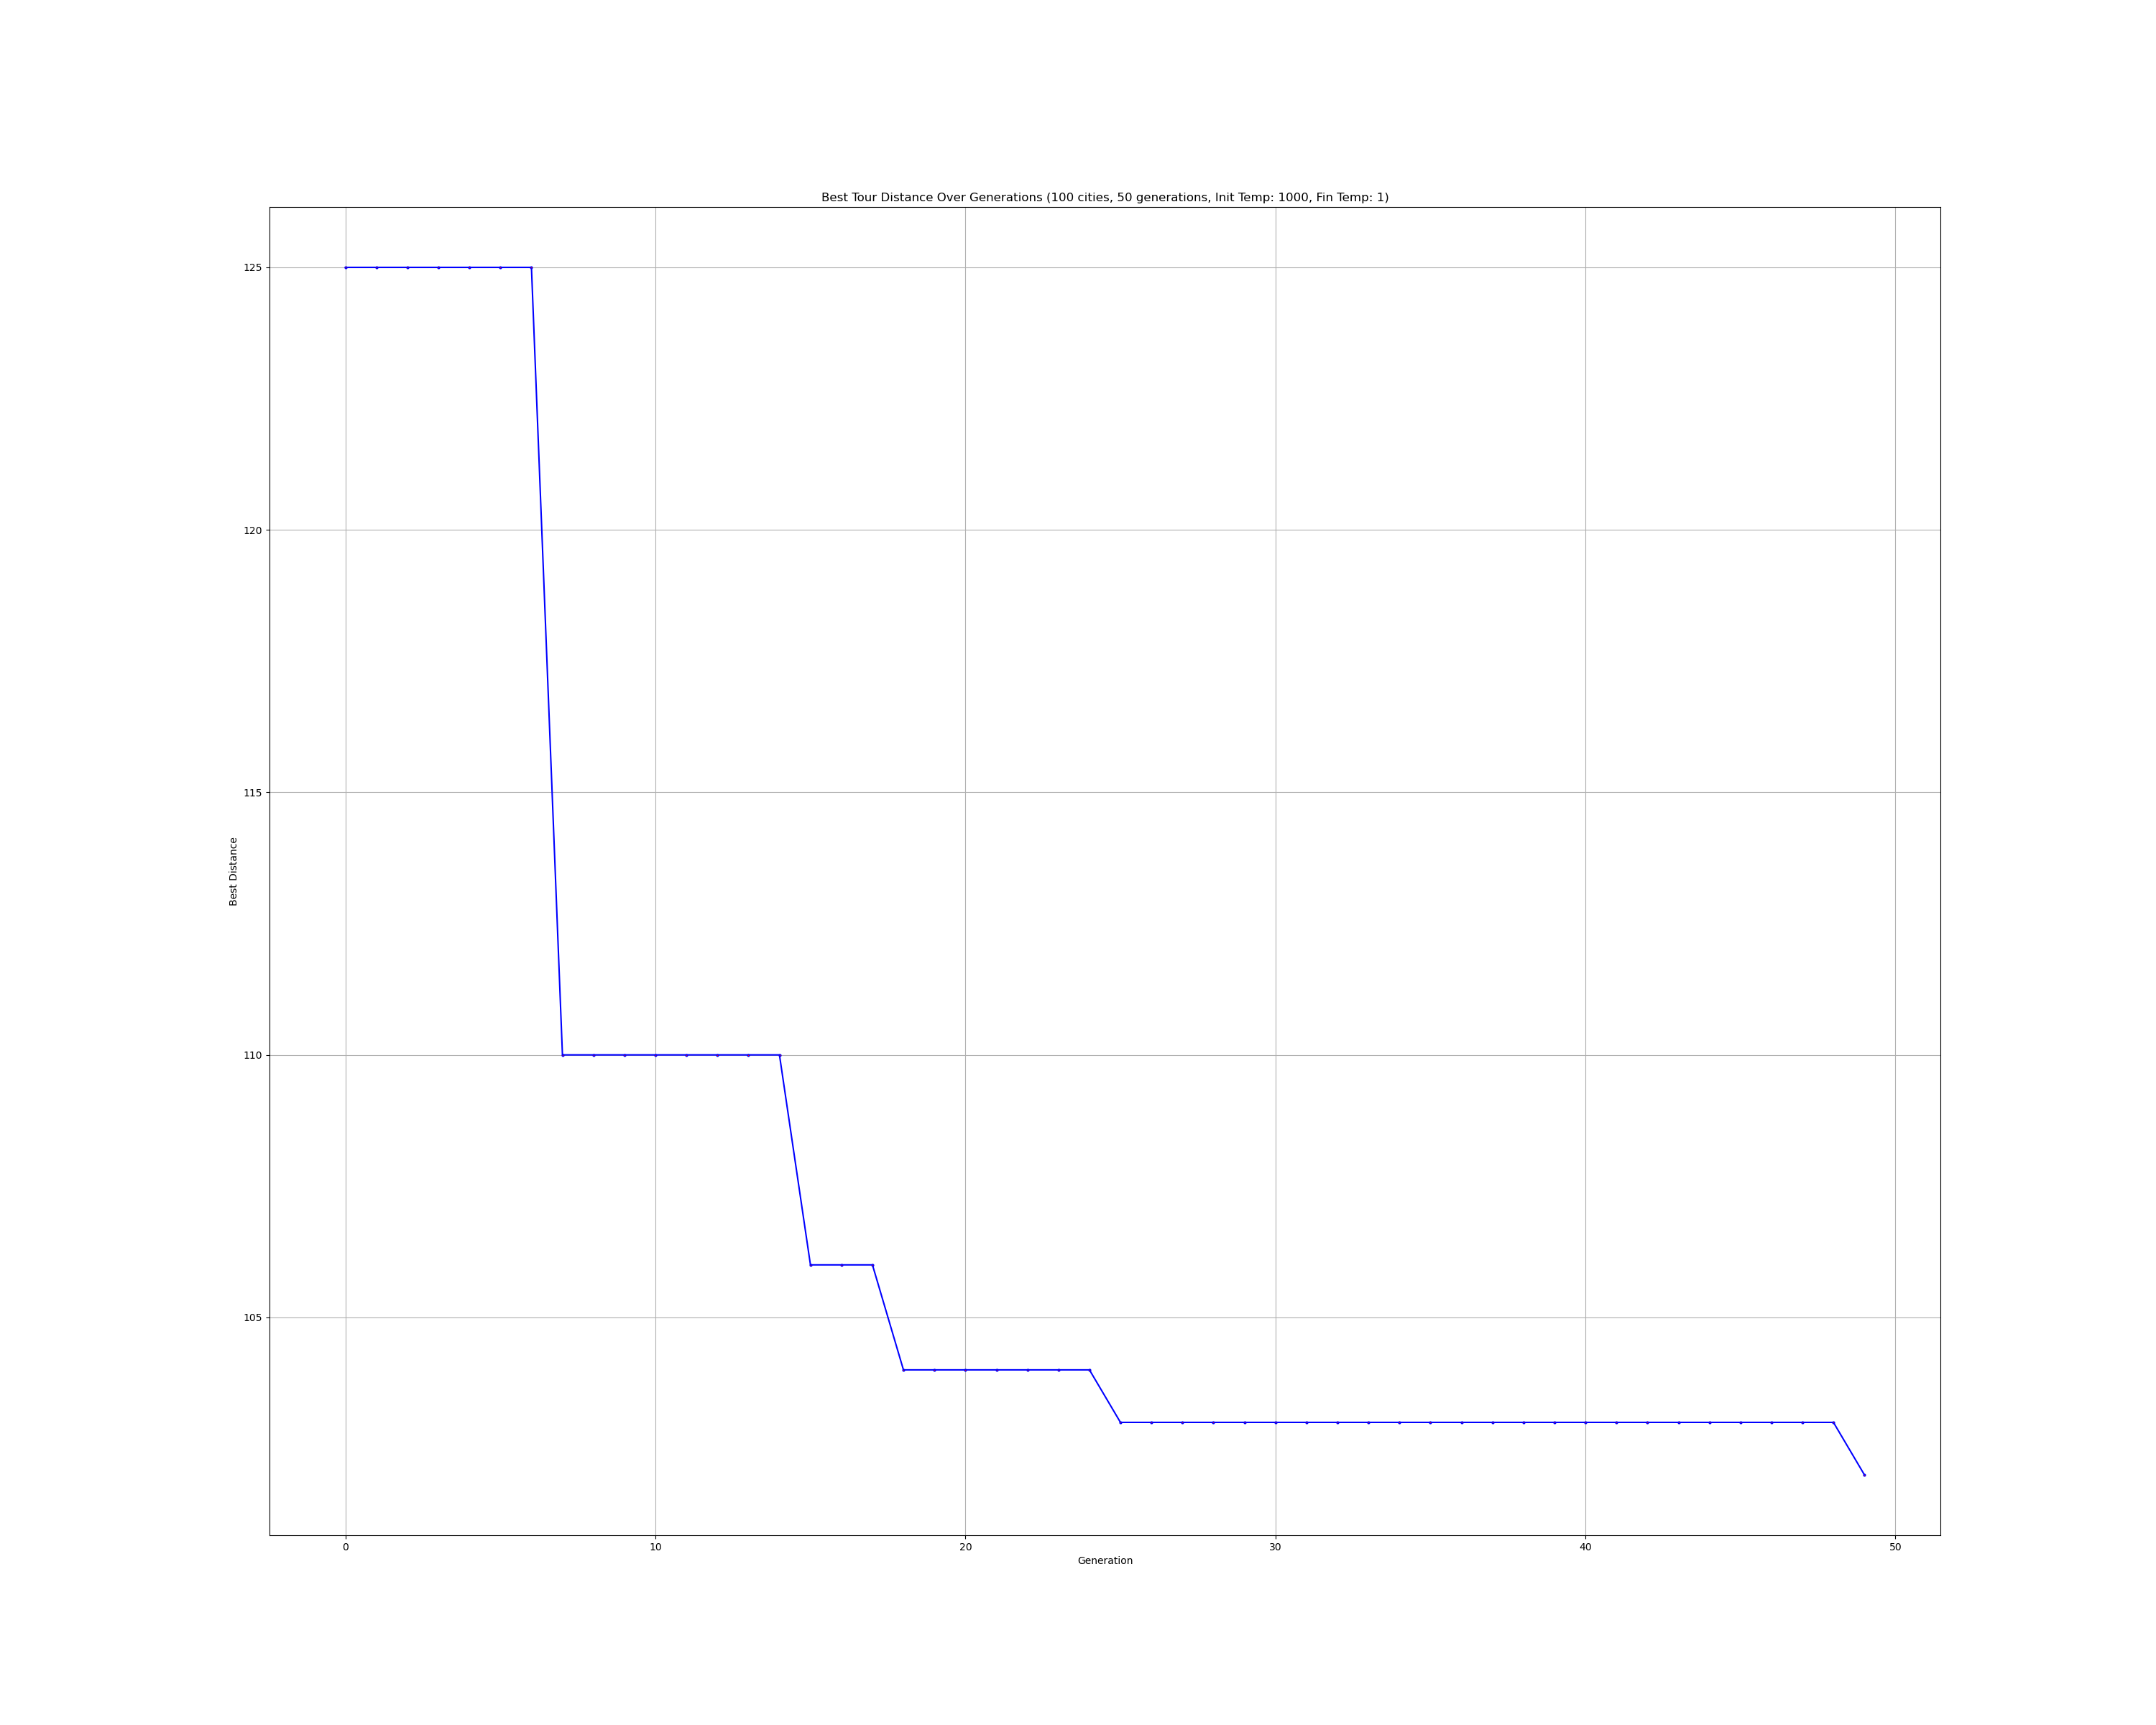 Best Tour Distance Over Generations (100 cities, 50 generations, Init Temp: 1000, Fin Temp: 1)
125
120
115
110
105
Best Distance
0 10 20 30 40 50
Generation